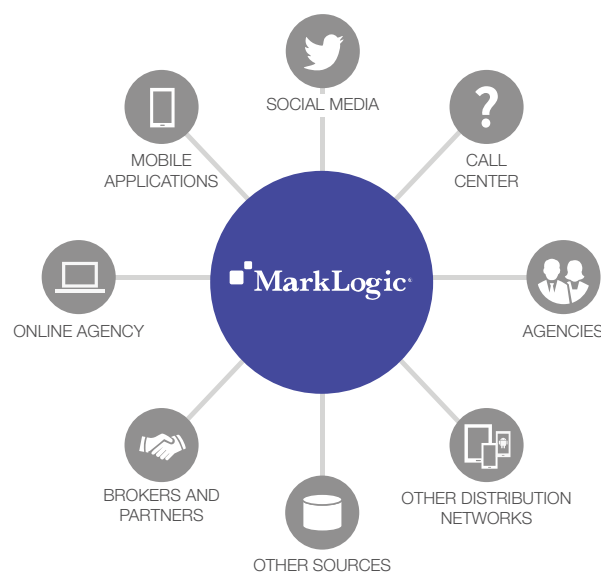 SOCIAL MEDIA
MOBILE
APPLICATIONS
?
CALL
CENTER
MarkLogic®
ONLINE AGENCY
AGENCIES
BROKERS AND
PARTNERS
OTHER DISTRIBUTION
NETWORKS
OTHER SOURCES